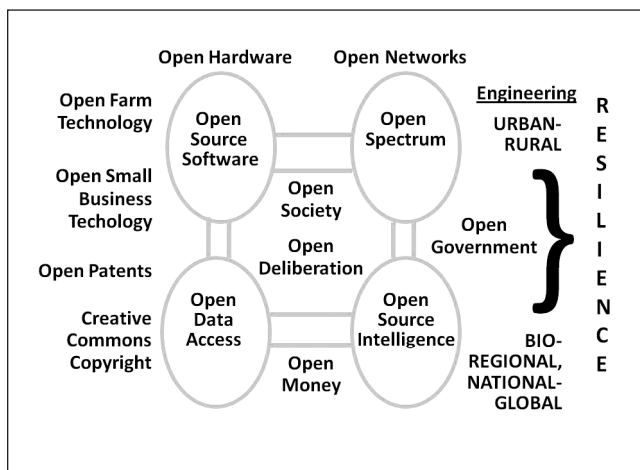 Open Hardware
Open Networks
Open Farm
Technology
Open Small
Business
Techology
Open Patents
Creative
Commons
Copyright
Open
Source
Software
Open
Spectrum
Open
Society
Open
Deliberation
Open
Data
Access
Open
Source
Intelligence
Open
Money
Open
Government
Engineering
URBAN-
RURAL
BIO-
REGIONAL,
NATIONAL-
GLOBAL
RESILIENCE